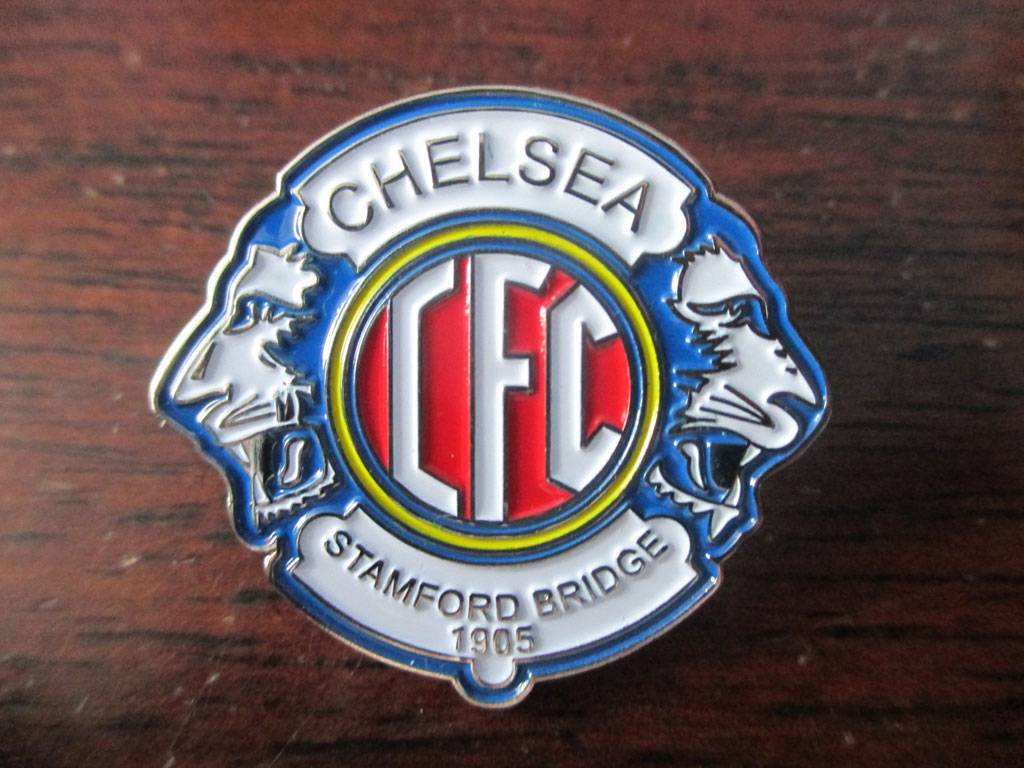 CHELSEA
CFC
STAMFORD BRIDGE
1905